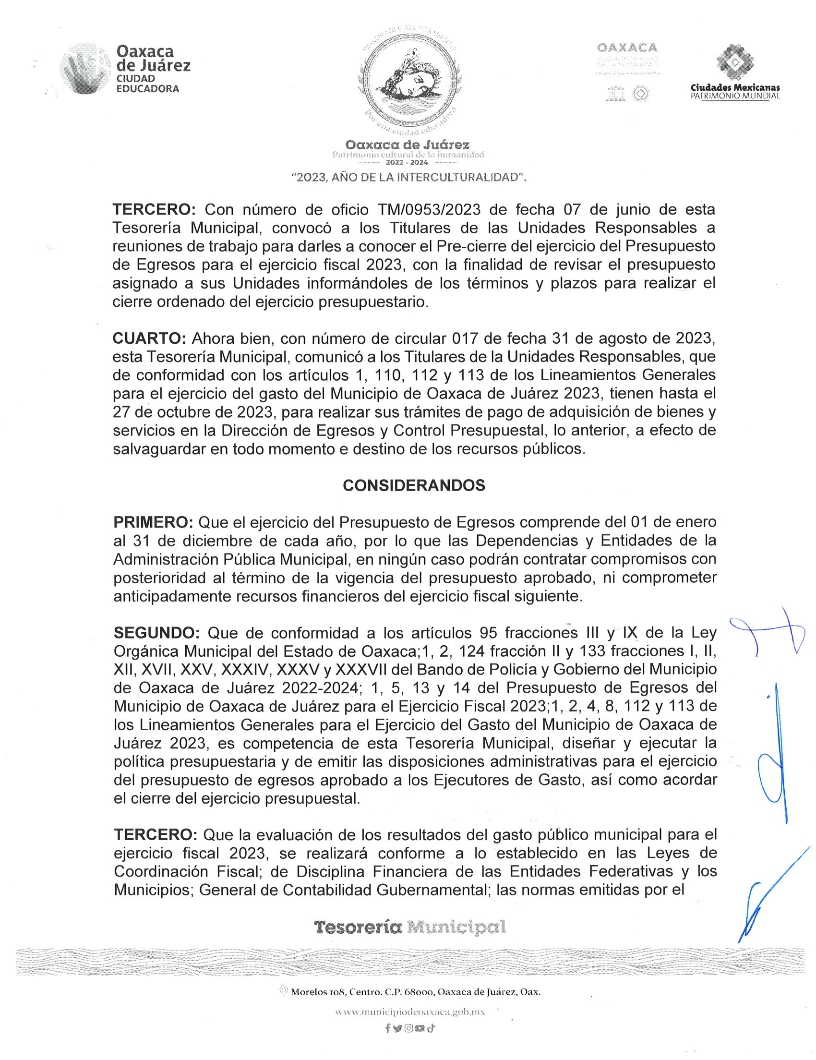 Oaxaca
de Juárez
CIUDAD
EDUCADORA
OAXACA
Ciudades Mexicanas
PATRIMONIO MUNDIAL
Por una ciudad educadora
Oaxaca de Juárez
Patrimonio cultural de la humanidad
2022 - 2024
"2023, AÑO DE LA INTERCULTURALIDAD".
TERCERO: Con número de oficio TM/0953/2023 de fecha 07 de junio de esta
Tesorería Municipal, convocó a los Titulares de las Unidades Responsables a
reuniones de trabajo para darles a conocer el Pre-cierre del ejercicio del Presupuesto
de Egresos para el ejercicio fiscal 2023, con la finalidad de revisar el presupuesto
asignado a sus Unidades informándoles de los términos y plazos para realizar el
cierre ordenado del ejercicio presupuestario.
CUARTO: Ahora bien, con número de circular 017 de fecha 31 de agosto de 2023,
esta Tesorería Municipal, comunicó a los Titulares de la Unidades Responsables, que
de conformidad con los artículos 1, 110, 112 y 113 de los Lineamientos Generales
para el ejercicio del gasto del Municipio de Oaxaca de Juárez 2023, tienen hasta el
27 de octubre de 2023, para realizar sus trámites de pago de adquisición de bienes y
servicios en la Dirección de Egresos y Control Presupuestal, lo anterior, a efecto de
salvaguardar en todo momento e destino de los recursos públicos.
CONSIDERANDOS
PRIMERO: Que el ejercicio del Presupuesto de Egresos comprende del 01 de enero
al 31 de diciembre de cada año, por lo que las Dependencias y Entidades de la
Administración Pública Municipal, en ningún caso podrán contratar compromisos con
posterioridad al término de la vigencia del presupuesto aprobado, ni comprometer
anticipadamente recursos financieros del ejercicio fiscal siguiente.
SEGUNDO: Que de conformidad a los artículos 95 fracciones III y IX de la Ley
Orgánica Municipal del Estado de Oaxaca;1, 2, 124 fracción II y 133 fracciones I, II,
XII, XVII, XXV, XXXIV, XXXV y XXXVII del Bando de Policía y Gobierno del Municipio
de Oaxaca de Juárez 2022-2024; 1, 5, 13 y 14 del Presupuesto de Egresos del
Municipio de Oaxaca de Juárez para el Ejercicio Fiscal 2023;1, 2, 4, 8, 112 y 113 de
los Lineamientos Generales para el Ejercicio del Gasto del Municipio de Oaxaca de
Juárez 2023, es competencia de esta Tesorería Municipal, diseñar y ejecutar la
política presupuestaria y de emitir las disposiciones administrativas para el ejercicio
del presupuesto de egresos aprobado a los Ejecutores de Gasto, así como acordar
el cierre del ejercicio presupuestal.
TERCERO: Que la evaluación de los resultados del gasto público municipal para el
ejercicio fiscal 2023, se realizará conforme a lo establecido en las Leyes de
Coordinación Fiscal; de Disciplina Financiera de las Entidades Federativas y los
Municipios; General de Contabilidad Gubernamental; las normas emitidas por el
Tesorería Municipal
Morelos 108, Centro. C.P. 68000, Oaxaca de Juárez, Oax.
www.municipiodeoaxaca.gob.mx